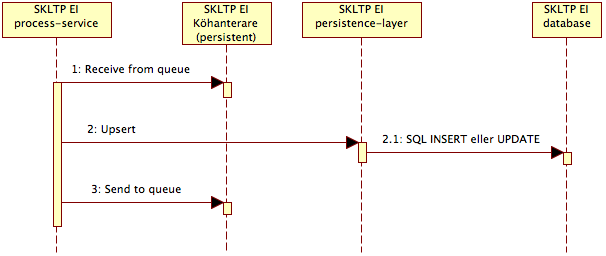 SKLTP EI
process-service
SKLTP EI
Köhanterare
(persistent)
SKLTP EI
persistence-layer
SKLTP EI
database
1: Receive from queue
2: Upsert
2.1: SQL INSERT eller UPDATE
3: Send to queue